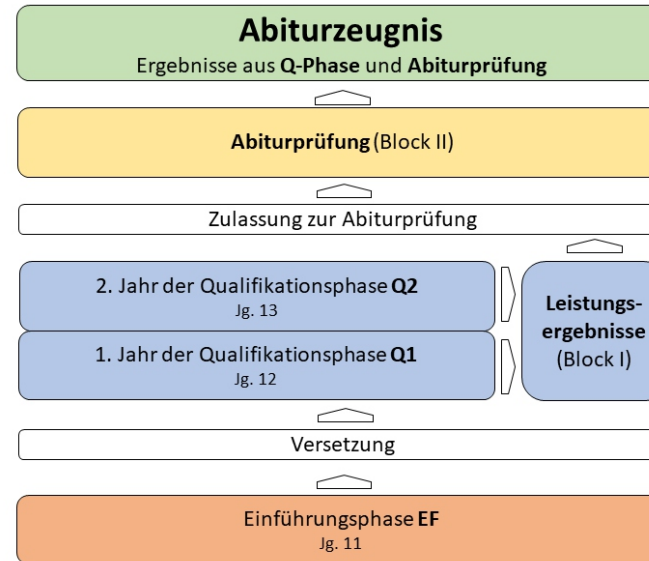 Abiturzeugnis
Ergebnisse aus Q-Phase und Abiturprüfung
Abiturprüfung (Block II)
Zulassung zur Abiturprüfung
2. Jahr der Qualifikationsphase Q2
Jg. 13
1. Jahr der Qualifikationsphase Q1
Jg. 12
Leistungs-
ergebnisse
(Block I)
Versetzung
Einführungsphase EF
Jg. 11